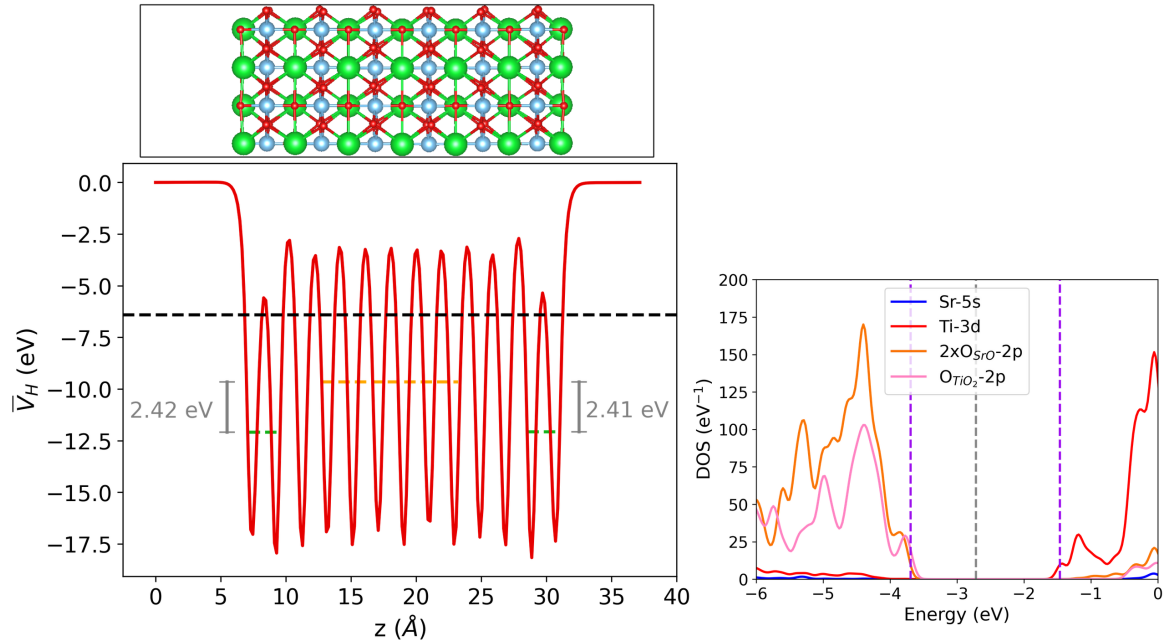 0.0
−2.5
−5.0
−7.5
−10.0
−12.5
−15.0
−17.5
V̅_H (eV)
2.42 eV
2.41 eV
0 5 10 15 20 25 30 35 40
z (Å)
200
175
150
125
100
75
50
25
0
DOS (eV⁻¹)
Sr-5s
Ti-3d
2xO_SrO-2p
O_TiO₂-2p
−6 −5 −4 −3 −2 −1 0
Energy (eV)